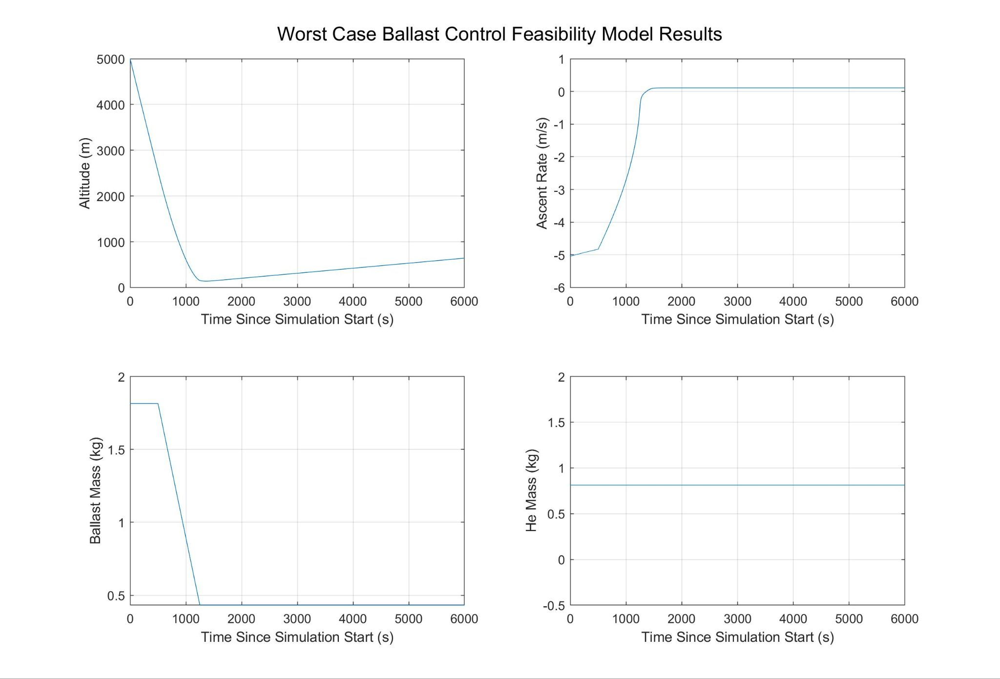 Worst Case Ballast Control Feasibility Model Results
5000
4000
3000
2000
1000
0
Altitude (m)
0 1000 2000 3000 4000 5000 6000
Time Since Simulation Start (s)
1
0
-1
-2
-3
-4
-5
-6
Ascent Rate (m/s)
0 1000 2000 3000 4000 5000 6000
Time Since Simulation Start (s)
2
1.5
1
0.5
Ballast Mass (kg)
0 1000 2000 3000 4000 5000 6000
Time Since Simulation Start (s)
2
1.5
1
0.5
0
-0.5
He Mass (kg)
0 1000 2000 3000 4000 5000 6000
Time Since Simulation Start (s)